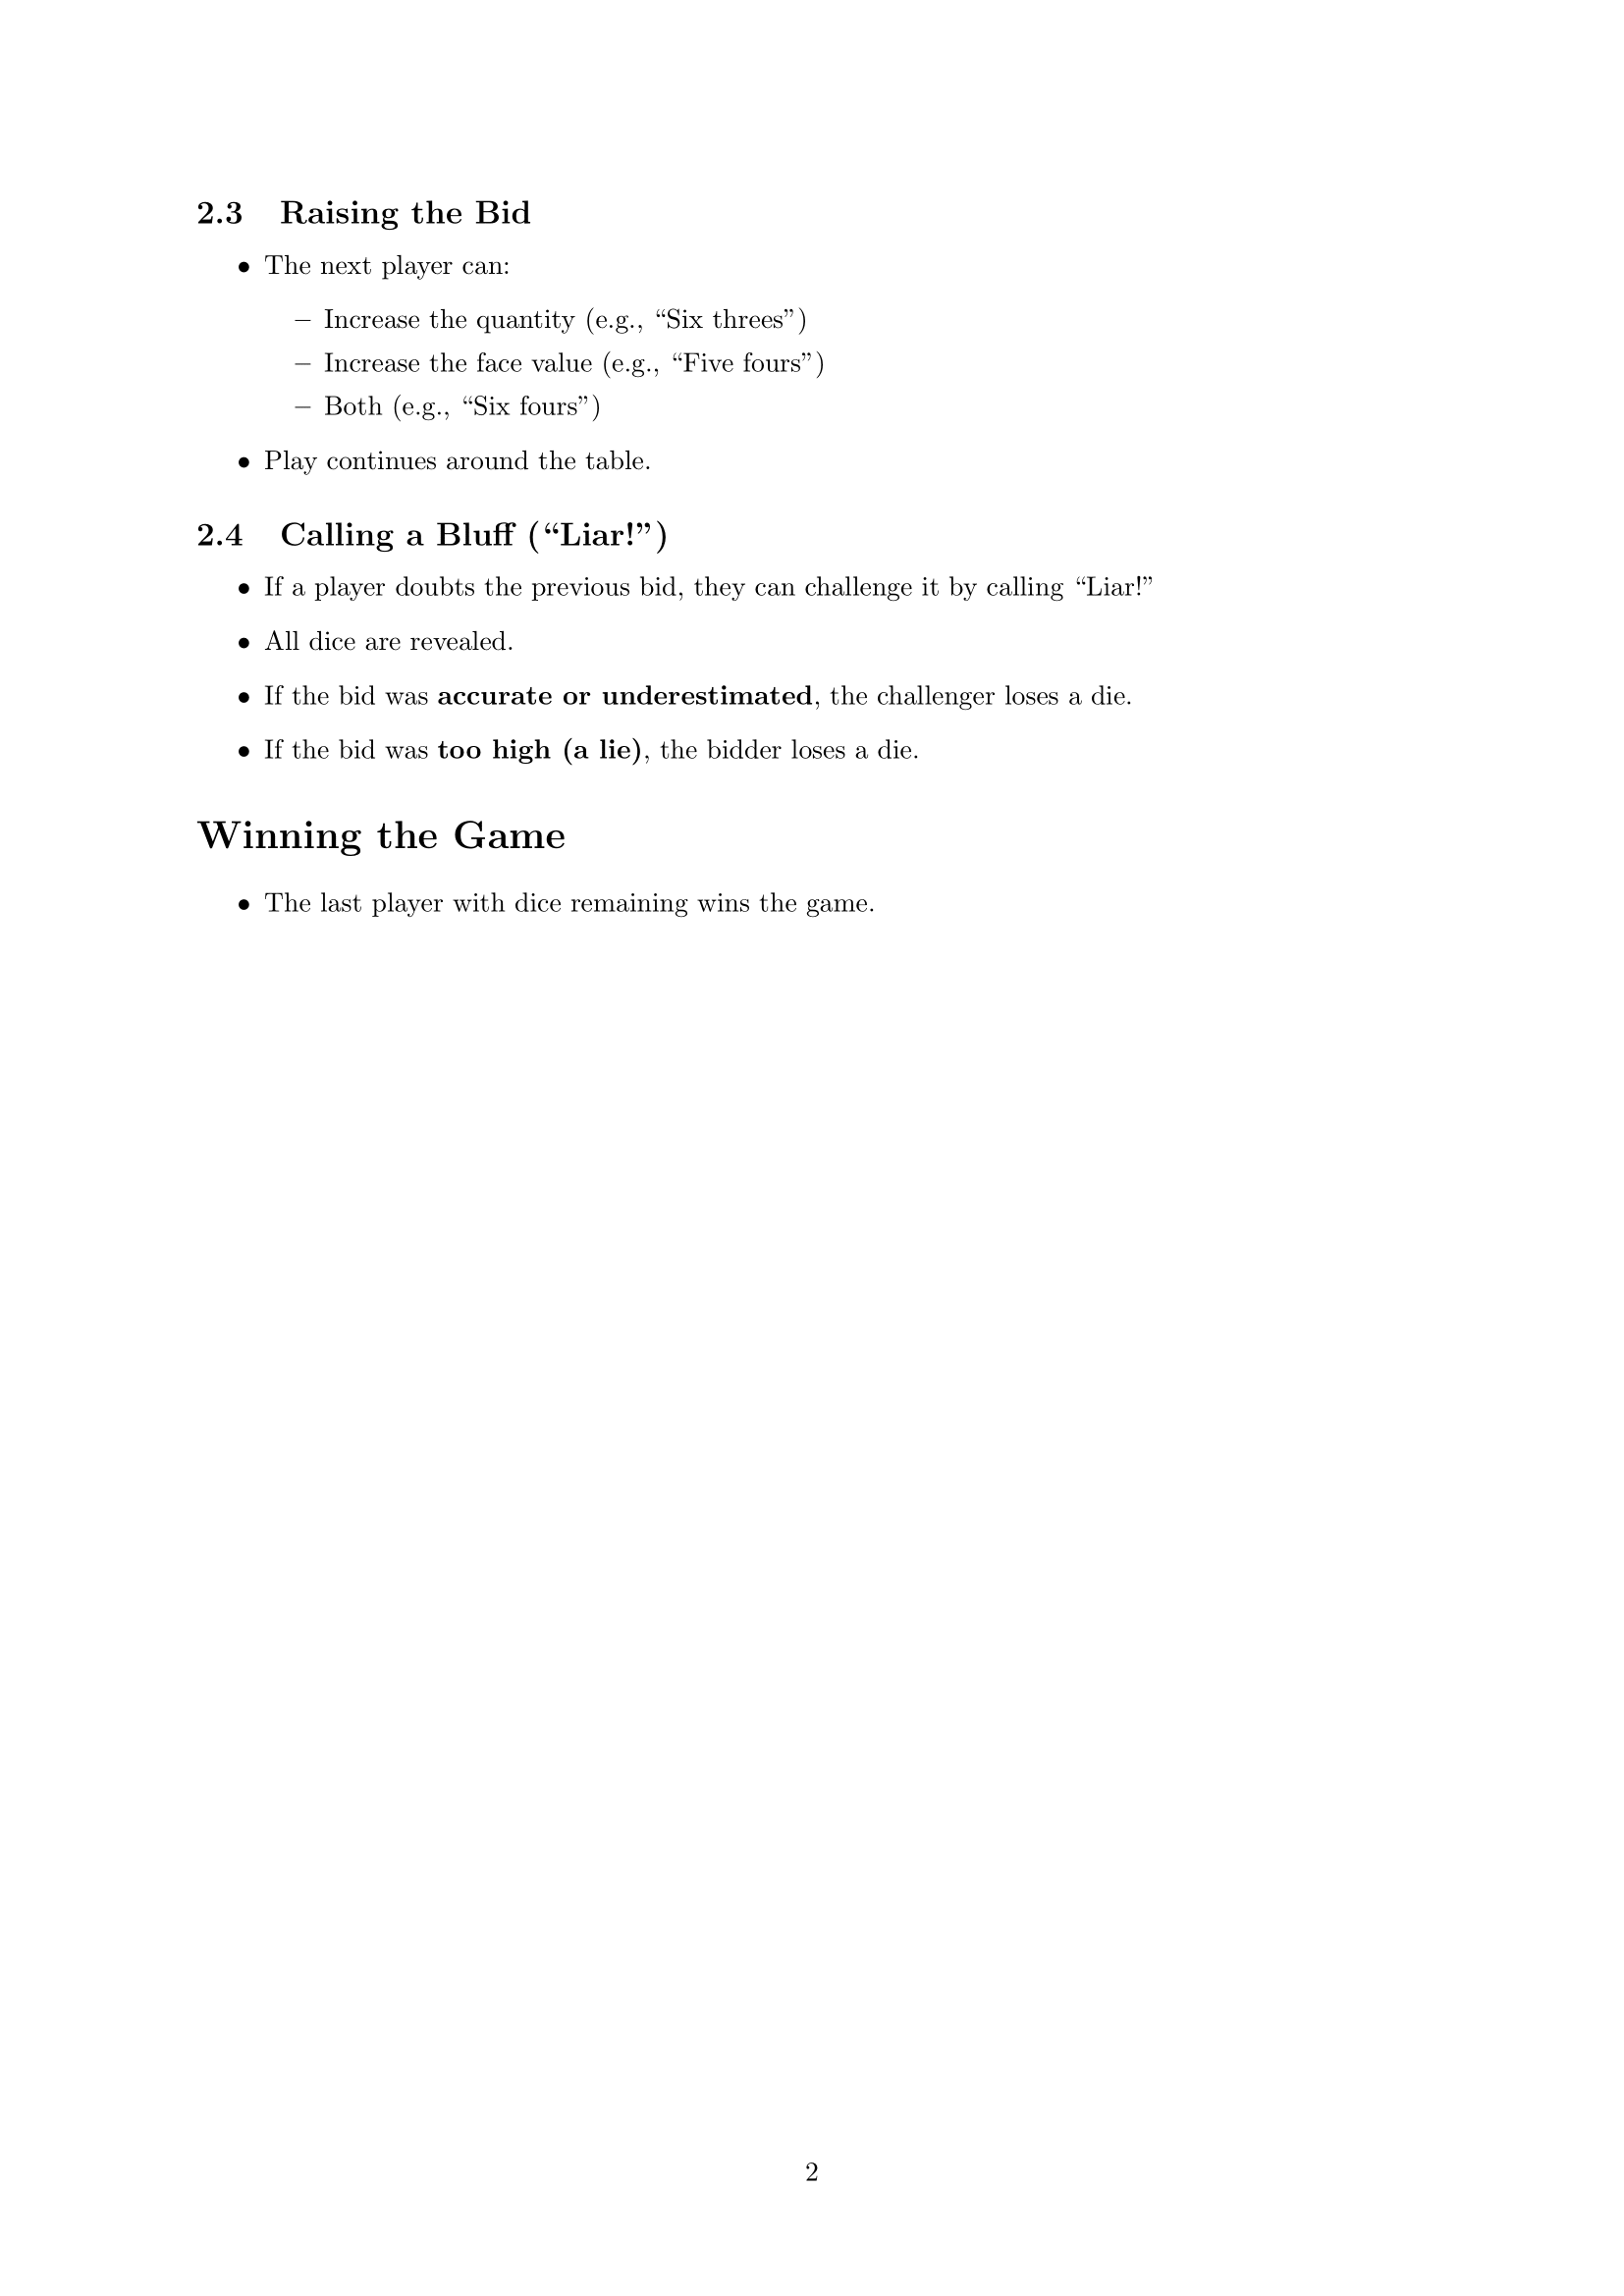 2.3 Raising the Bid
• The next player can:
– Increase the quantity (e.g., “Six threes”)
– Increase the face value (e.g., “Five fours”)
– Both (e.g., “Six fours”)
• Play continues around the table.
2.4 Calling a Bluff (“Liar!”)
• If a player doubts the previous bid, they can challenge it by calling “Liar!”
• All dice are revealed.
• If the bid was accurate or underestimated, the challenger loses a die.
• If the bid was too high (a lie), the bidder loses a die.
Winning the Game
• The last player with dice remaining wins the game.
2